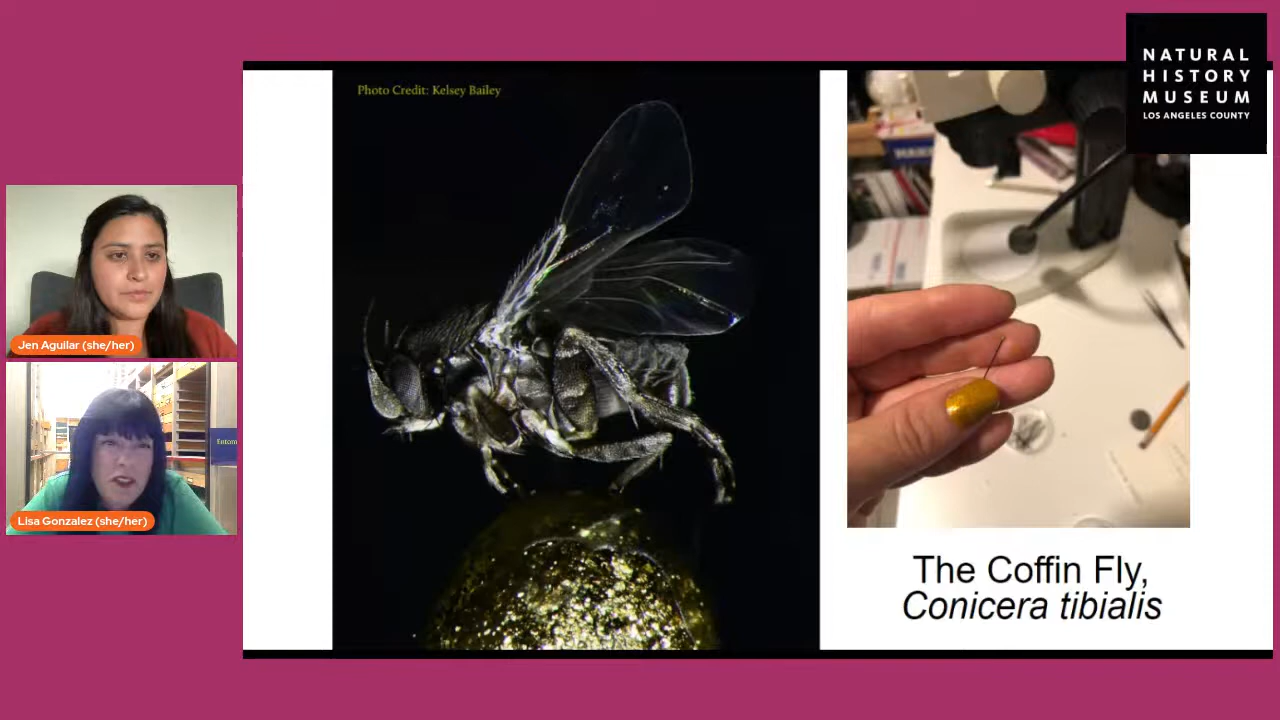 Photo Credit: Kelsey Bailey
NATURAL
HISTORY
MUSEUM
LOS ANGELES COUNTY
Jen Aguilar (she/her)
Lisa Gonzalez (she/her)
Entom
The Coffin Fly,
Conicera tibialis